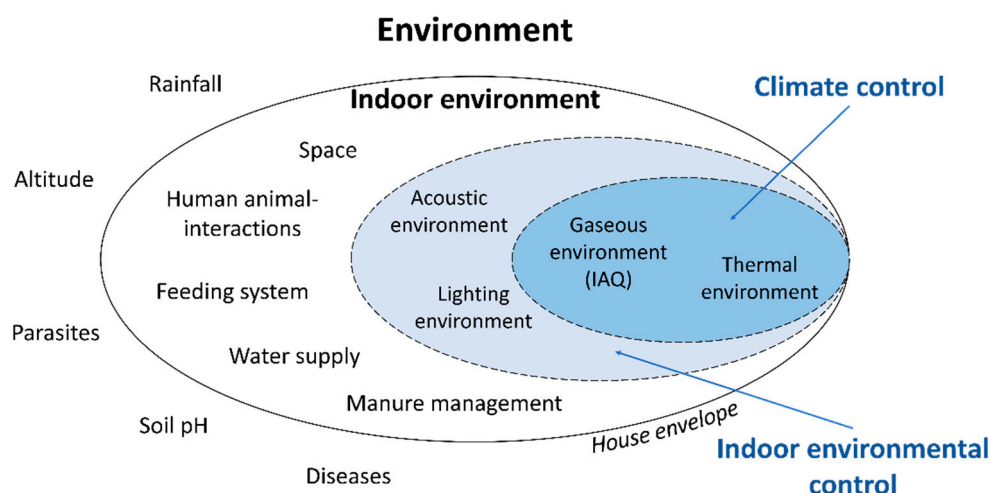 Environment
Rainfall
Indoor environment
Climate control
Space
Altitude
Human animal-
interactions
Acoustic
environment
Gaseous
environment
(IAQ)
Thermal
environment
Feeding system
Lighting
environment
Parasites
Water supply
Manure management
Soil pH
House envelope
Indoor environmental
control
Diseases